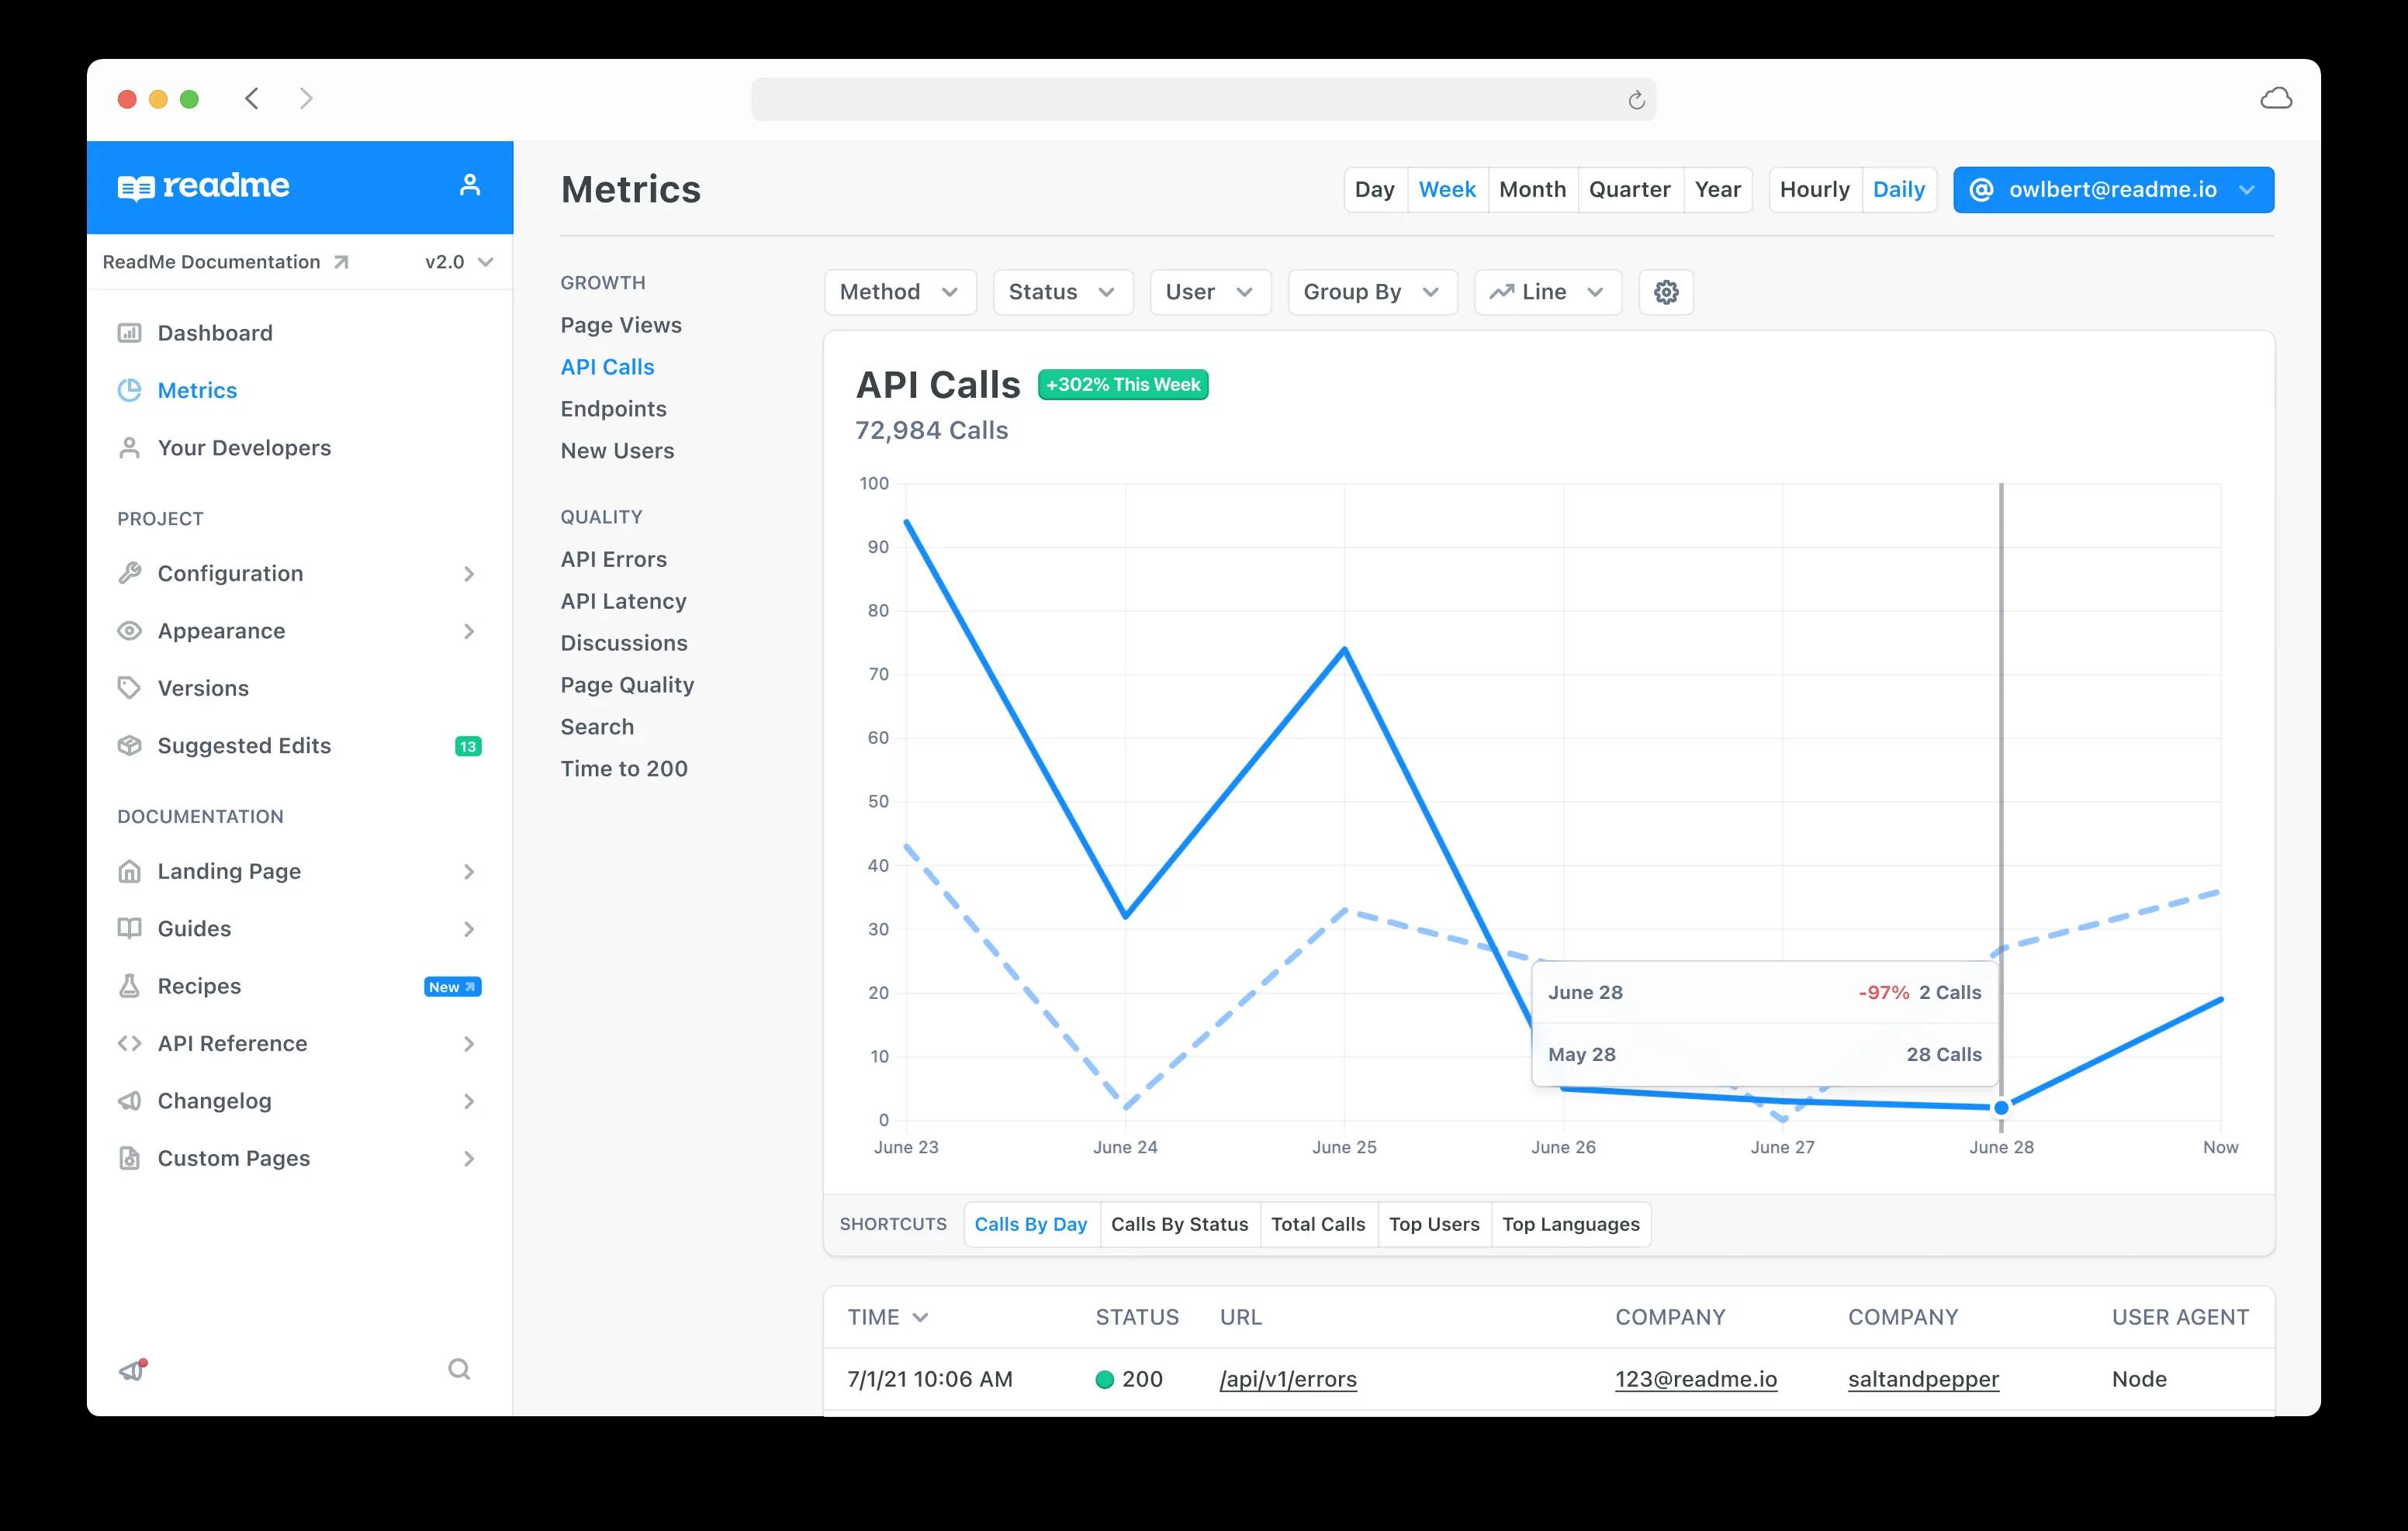 readme
ReadMe Documentation v2.0
Dashboard
Metrics
Your Developers
PROJECT
Configuration
Appearance
Versions
Suggested Edits 13
DOCUMENTATION
Landing Page
Guides
Recipes New
API Reference
Changelog
Custom Pages
Metrics
Day Week Month Quarter Year Hourly Daily @ owlbert@readme.io
GROWTH
Page Views
API Calls
Endpoints
New Users
QUALITY
API Errors
API Latency
Discussions
Page Quality
Search
Time to 200
Method Status User Group By Line
API Calls +302% This Week
72,984 Calls
100
90
80
70
60
50
40
30
20
10
0
June 28 -97% 2 Calls
May 28 28 Calls
June 23 June 24 June 25 June 26 June 27 June 28 Now
SHORTCUTS Calls By Day Calls By Status Total Calls Top Users Top Languages
TIME STATUS URL COMPANY COMPANY USER AGENT
7/1/21 10:06 AM 200 /api/v1/errors 123@readme.io saltandpepper Node